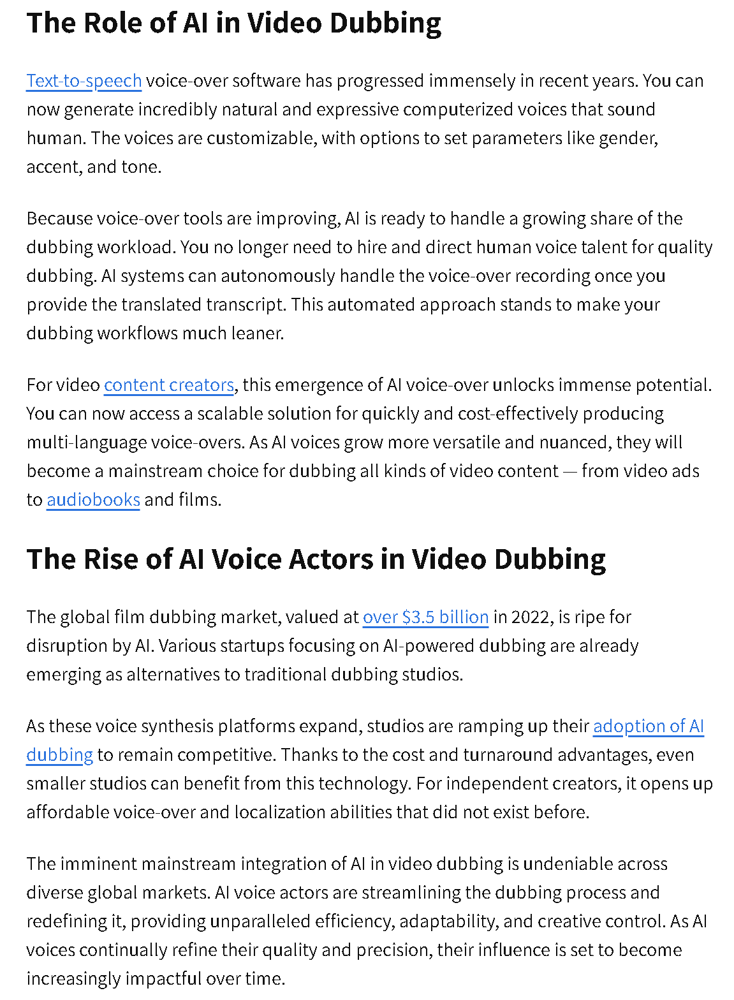 The Role of AI in Video Dubbing
Text-to-speech voice-over software has progressed immensely in recent years. You can
now generate incredibly natural and expressive computerized voices that sound
human. The voices are customizable, with options to set parameters like gender,
accent, and tone.
Because voice-over tools are improving, AI is ready to handle a growing share of the
dubbing workload. You no longer need to hire and direct human voice talent for quality
dubbing. AI systems can autonomously handle the voice-over recording once you
provide the translated transcript. This automated approach stands to make your
dubbing workflows much leaner.
For video content creators, this emergence of AI voice-over unlocks immense potential.
You can now access a scalable solution for quickly and cost-effectively producing
multi-language voice-overs. As AI voices grow more versatile and nuanced, they will
become a mainstream choice for dubbing all kinds of video content — from video ads
to audiobooks and films.
The Rise of AI Voice Actors in Video Dubbing
The global film dubbing market, valued at over $3.5 billion in 2022, is ripe for
disruption by AI. Various startups focusing on AI-powered dubbing are already
emerging as alternatives to traditional dubbing studios.
As these voice synthesis platforms expand, studios are ramping up their adoption of AI
dubbing to remain competitive. Thanks to the cost and turnaround advantages, even
smaller studios can benefit from this technology. For independent creators, it opens up
affordable voice-over and localization abilities that did not exist before.
The imminent mainstream integration of AI in video dubbing is undeniable across
diverse global markets. AI voice actors are streamlining the dubbing process and
redefining it, providing unparalleled efficiency, adaptability, and creative control. As AI
voices continually refine their quality and precision, their influence is set to become
increasingly impactful over time.